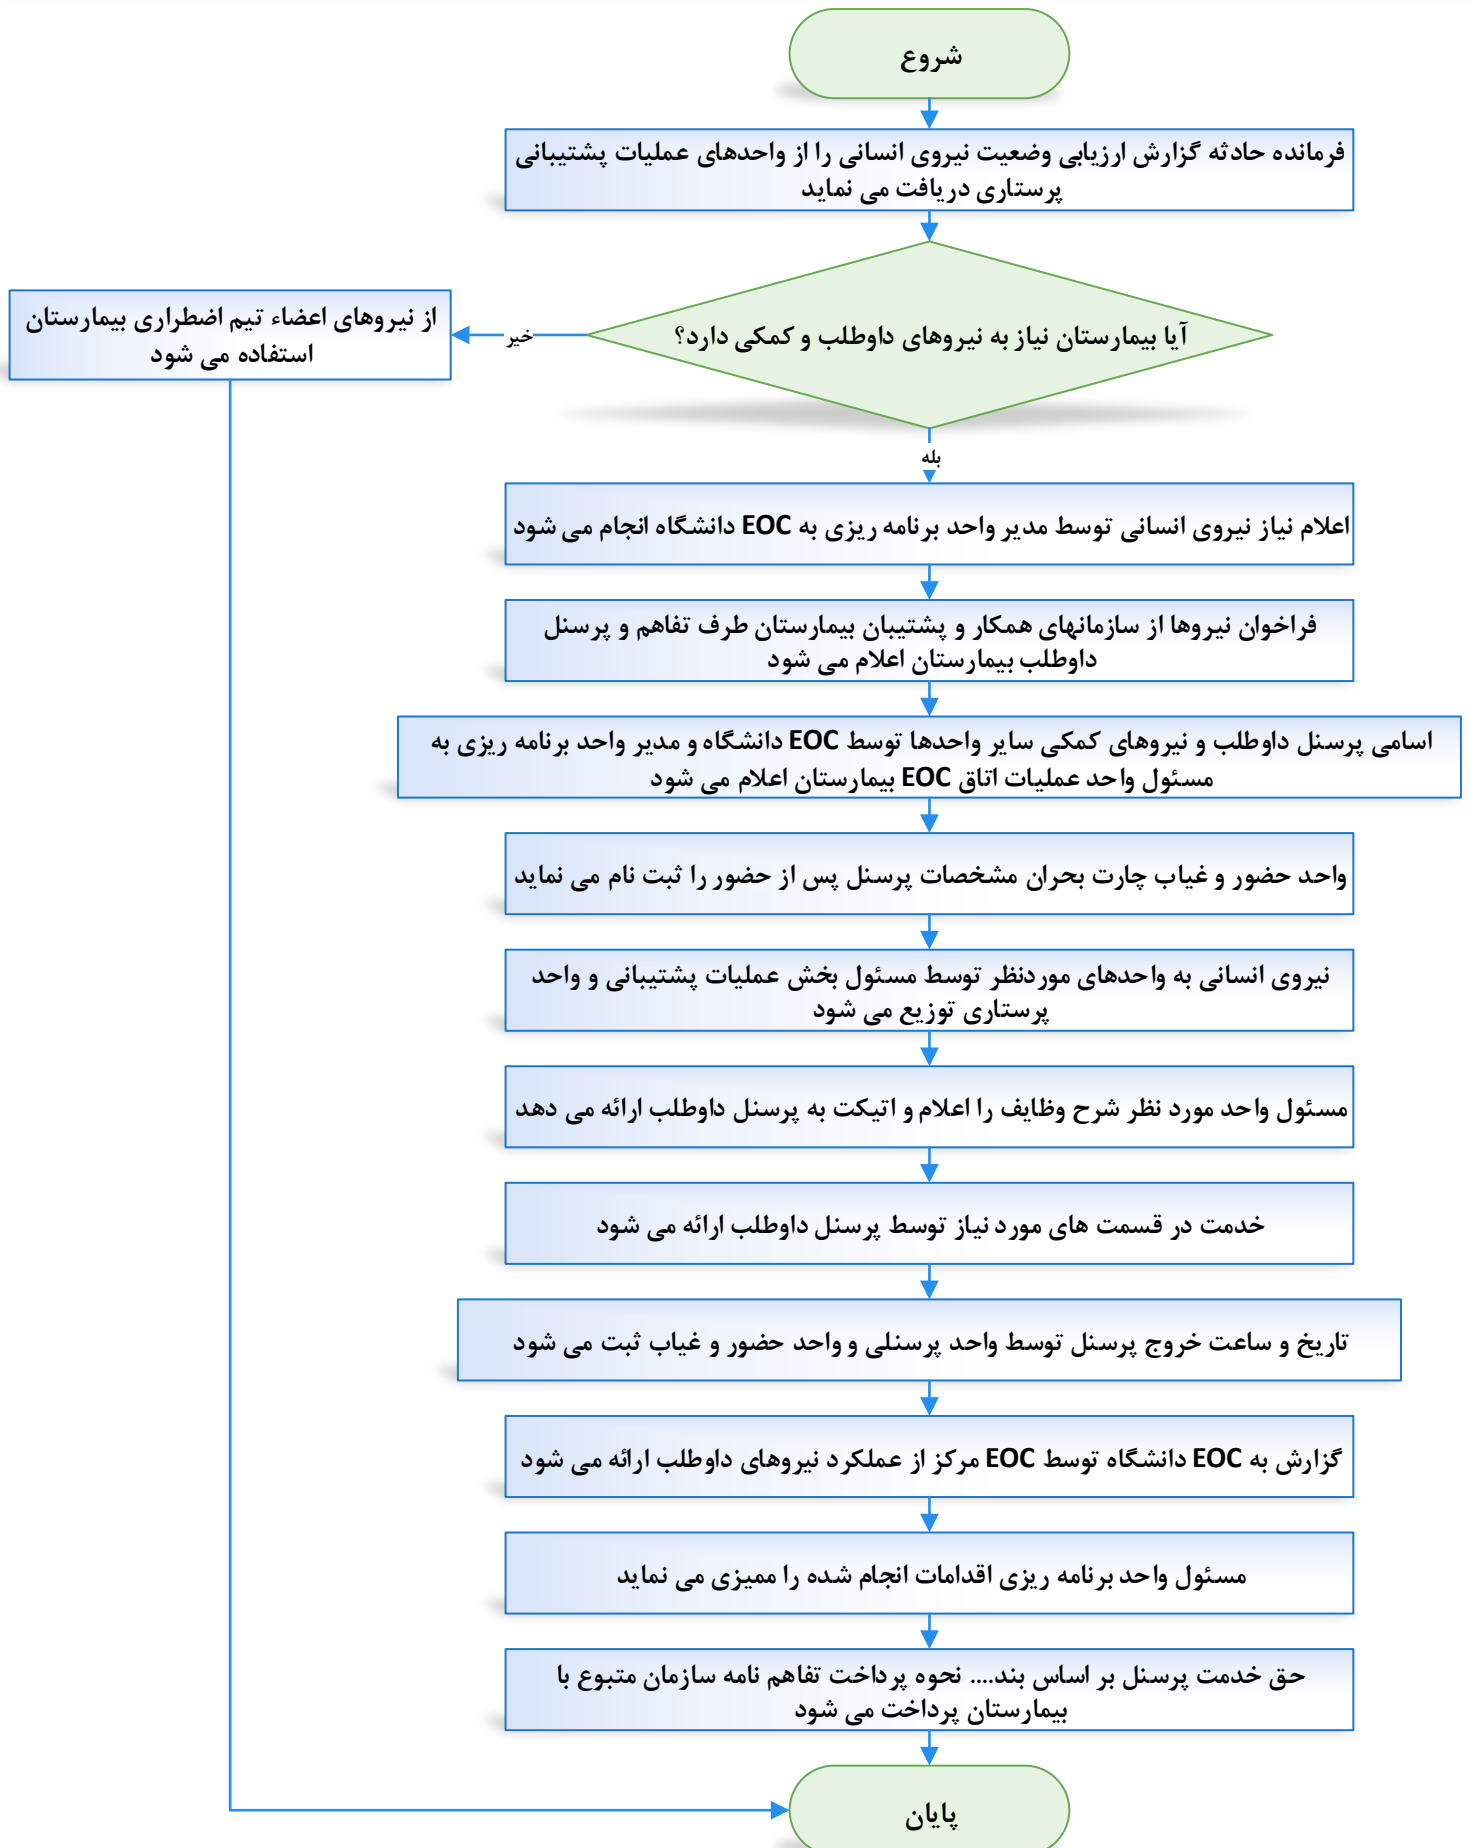 شروع
فرمانده حادثه گزارش ارزیابی وضعیت نیروی انسانی را از واحدهای عملیات پشتیبانی
پرستاری دریافت می نماید
آیا بیمارستان نیاز به نیروهای داوطلب و کمکی دارد؟
خیر
از نیروهای اعضاء تیم اضطراری بیمارستان
استفاده می شود
بله
اعلام نیاز نیروی انسانی توسط مدیر واحد برنامه ریزی به EOC دانشگاه انجام می شود
فراخوان نیروها از سازمانهای همکار و پشتیبان بیمارستان طرف تفاهم و پرسنل
داوطلب بیمارستان اعلام می شود
اسامی پرسنل داوطلب و نیروهای کمکی سایر واحدها توسط EOC دانشگاه و مدیر واحد برنامه ریزی به
مسئول واحد عملیات اتاق EOC بیمارستان اعلام می شود
واحد حضور و غیاب چارت بحران مشخصات پرسنل پس از حضور را ثبت نام می نماید
نیروی انسانی به واحدهای موردنظر توسط مسئول بخش عملیات پشتیبانی و واحد
پرستاری توزیع می شود
مسئول واحد مورد نظر شرح وظایف را اعلام و اتیکت به پرسنل داوطلب ارائه می دهد
خدمت در قسمت های مورد نیاز توسط پرسنل داوطلب ارائه می شود
تاریخ و ساعت خروج پرسنل توسط واحد پرسنلی و واحد حضور و غیاب ثبت می شود
گزارش به EOC دانشگاه توسط EOC مرکز از عملکرد نیروهای داوطلب ارائه می شود
مسئول واحد برنامه ریزی اقدامات انجام شده را ممیزی می نماید
حق خدمت پرسنل بر اساس بند.... نحوه پرداخت تفاهم نامه سازمان متبوع با
بیمارستان پرداخت می شود
پایان